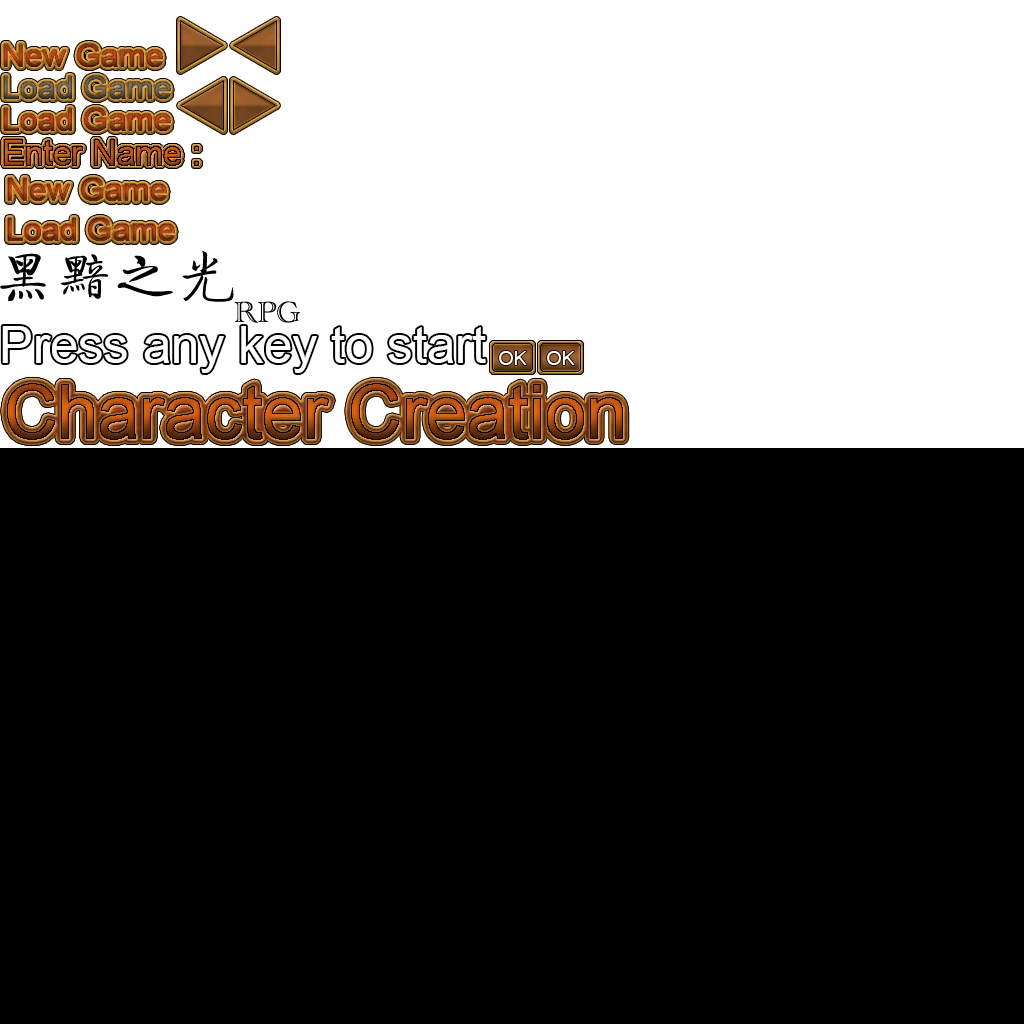 New Game
Load Game
Load Game
Enter Name :
New Game
Load Game
黑黯之光
RPG
Press any key to start
OK OK
Character Creation